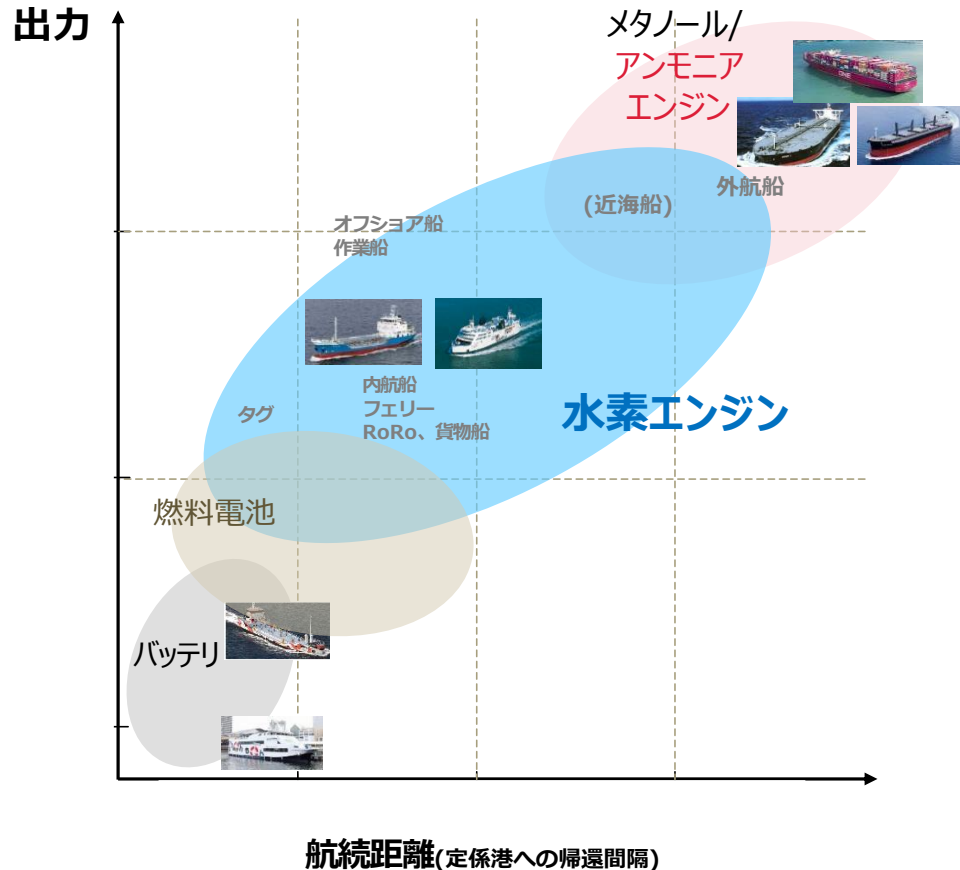 出力
メタノール/
アンモニア
エンジン
外航船
(近海船)
オフショア船
作業船
内航船
フェリー
RoRo、貨物船
タグ
水素エンジン
燃料電池
バッテリ
航続距離(定係港への帰還間隔)
ONE